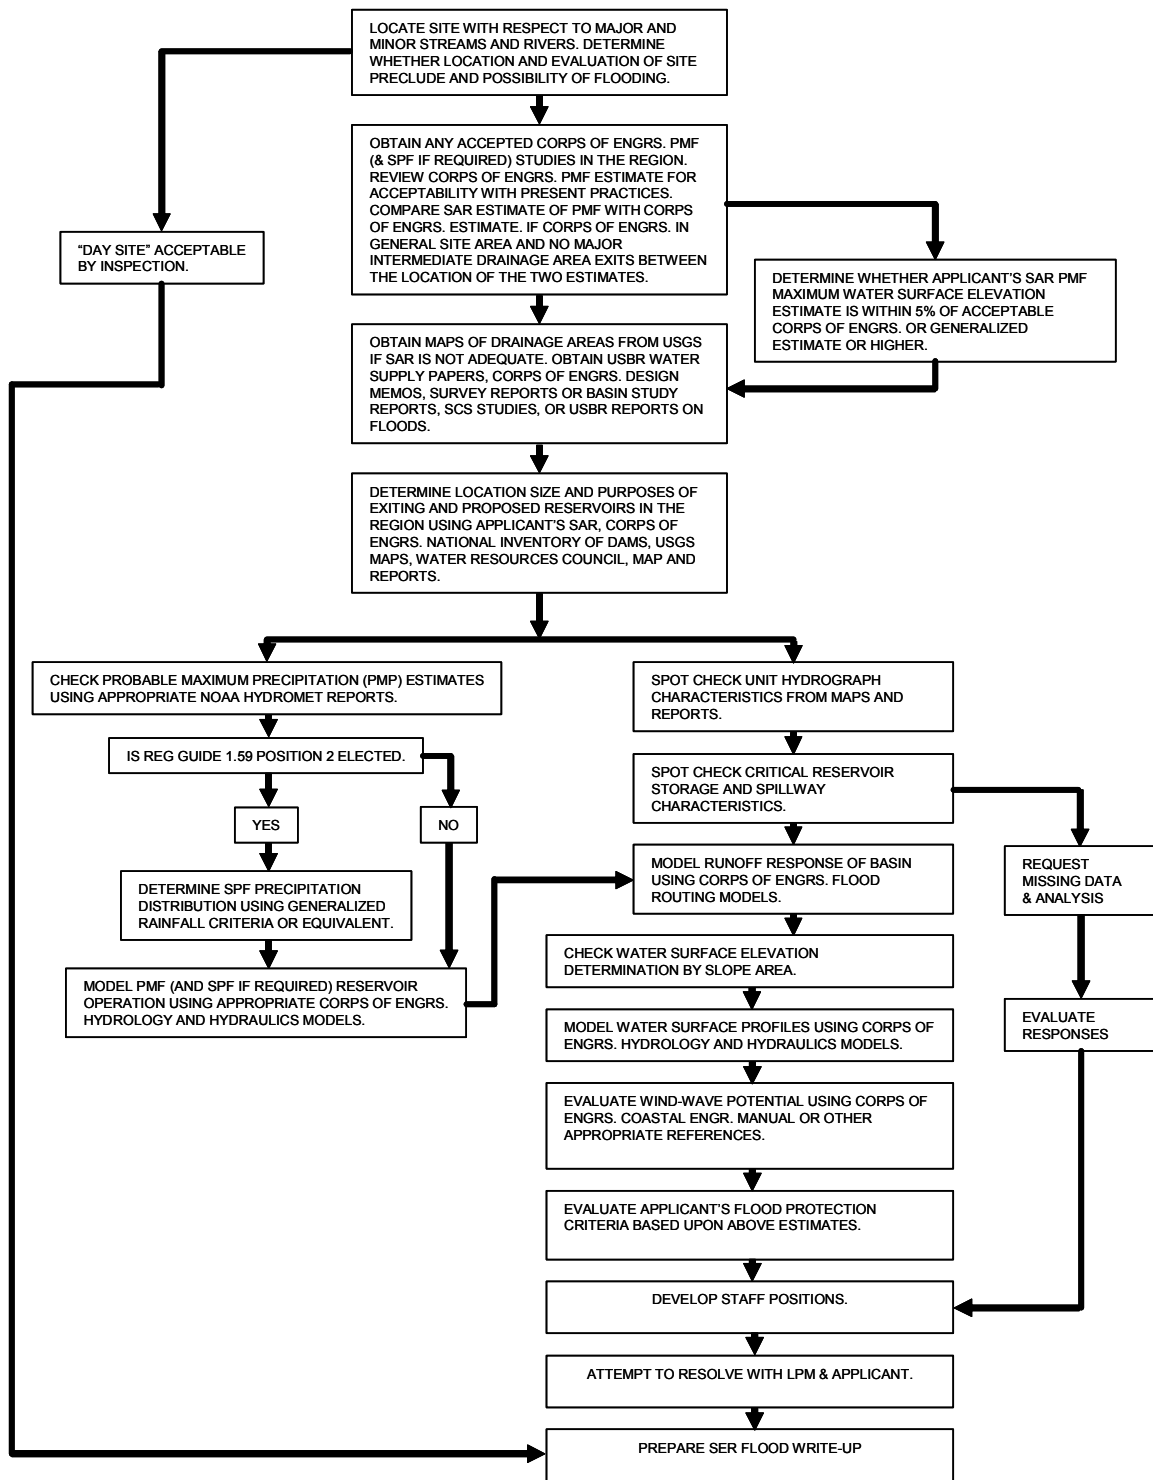 LOCATE SITE WITH RESPECT TO MAJOR AND
MINOR STREAMS AND RIVERS. DETERMINE
WHETHER LOCATION AND EVALUATION OF SITE
PRECLUDE AND POSSIBILITY OF FLOODING.
OBTAIN ANY ACCEPTED CORPS OF ENGRS. PMF
(& SPF IF REQUIRED) STUDIES IN THE REGION.
REVIEW CORPS OF ENGRS. PMF ESTIMATE FOR
ACCEPTABILITY WITH PRESENT PRACTICES.
COMPARE SAR ESTIMATE OF PMF WITH CORPS
OF ENGRS. ESTIMATE. IF CORPS OF ENGRS. IN
GENERAL SITE AREA AND NO MAJOR
INTERMEDIATE DRAINAGE AREA EXITS BETWEEN
THE LOCATION OF THE TWO ESTIMATES.
“DAY SITE” ACCEPTABLE
BY INSPECTION.
DETERMINE WHETHER APPLICANT’S SAR PMF
MAXIMUM WATER SURFACE ELEVATION
ESTIMATE IS WITHIN 5% OF ACCEPTABLE
CORPS OF ENGRS. OR GENERALIZED
ESTIMATE OR HIGHER.
OBTAIN MAPS OF DRAINAGE AREAS FROM USGS
IF SAR IS NOT ADEQUATE. OBTAIN USBR WATER
SUPPLY PAPERS, CORPS OF ENGRS. DESIGN
MEMOS, SURVEY REPORTS OR BASIN STUDY
REPORTS, SCS STUDIES, OR USBR REPORTS ON
FLOODS.
DETERMINE LOCATION SIZE AND PURPOSES OF
EXITING AND PROPOSED RESERVOIRS IN THE
REGION USING APPLICANT’S SAR, CORPS OF
ENGRS. NATIONAL INVENTORY OF DAMS, USGS
MAPS, WATER RESOURCES COUNCIL, MAP AND
REPORTS.
CHECK PROBABLE MAXIMUM PRECIPITATION (PMP) ESTIMATES
USING APPROPRIATE NOAA HYDROMET REPORTS.
IS REG GUIDE 1.59 POSITION 2 ELECTED.
YES
NO
DETERMINE SPF PRECIPITATION
DISTRIBUTION USING GENERALIZED
RAINFALL CRITERIA OR EQUIVALENT.
MODEL PMF (AND SPF IF REQUIRED) RESERVOIR
OPERATION USING APPROPRIATE CORPS OF ENGRS.
HYDROLOGY AND HYDRAULICS MODELS.
SPOT CHECK UNIT HYDROGRAPH
CHARACTERISTICS FROM MAPS AND
REPORTS.
SPOT CHECK CRITICAL RESERVOIR
STORAGE AND SPILLWAY
CHARACTERISTICS.
MODEL RUNOFF RESPONSE OF BASIN
USING CORPS OF ENGRS. FLOOD
ROUTING MODELS.
REQUEST
MISSING DATA
& ANALYSIS
CHECK WATER SURFACE ELEVATION
DETERMINATION BY SLOPE AREA.
MODEL WATER SURFACE PROFILES USING CORPS OF
ENGRS. HYDROLOGY AND HYDRAULICS MODELS.
EVALUATE
RESPONSES
EVALUATE WIND-WAVE POTENTIAL USING CORPS OF
ENGRS. COASTAL ENGR. MANUAL OR OTHER
APPROPRIATE REFERENCES.
EVALUATE APPLICANT’S FLOOD PROTECTION
CRITERIA BASED UPON ABOVE ESTIMATES.
DEVELOP STAFF POSITIONS.
ATTEMPT TO RESOLVE WITH LPM & APPLICANT.
PREPARE SER FLOOD WRITE-UP